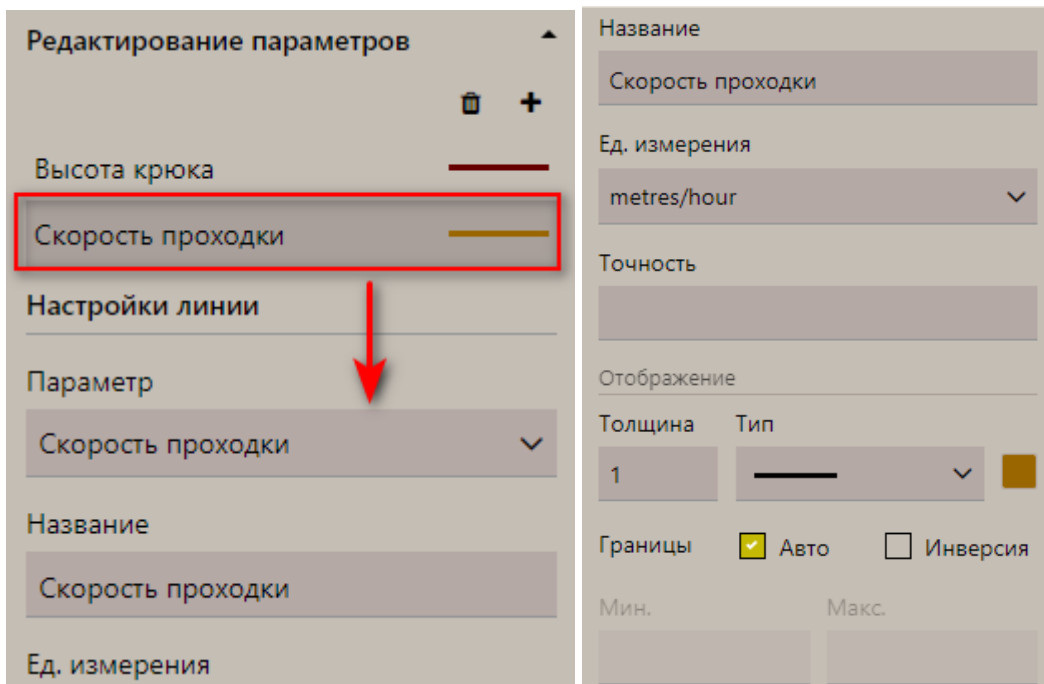 Редактирование параметров
Высота крюка
Скорость проходки
Настройки линии
Параметр
Скорость проходки
Название
Скорость проходки
Ед. измерения
Название
Скорость проходки
Ед. измерения
metres/hour
Точность
Отображение
Толщина Тип
1
Границы Авто Инверсия
Мин. Макс.